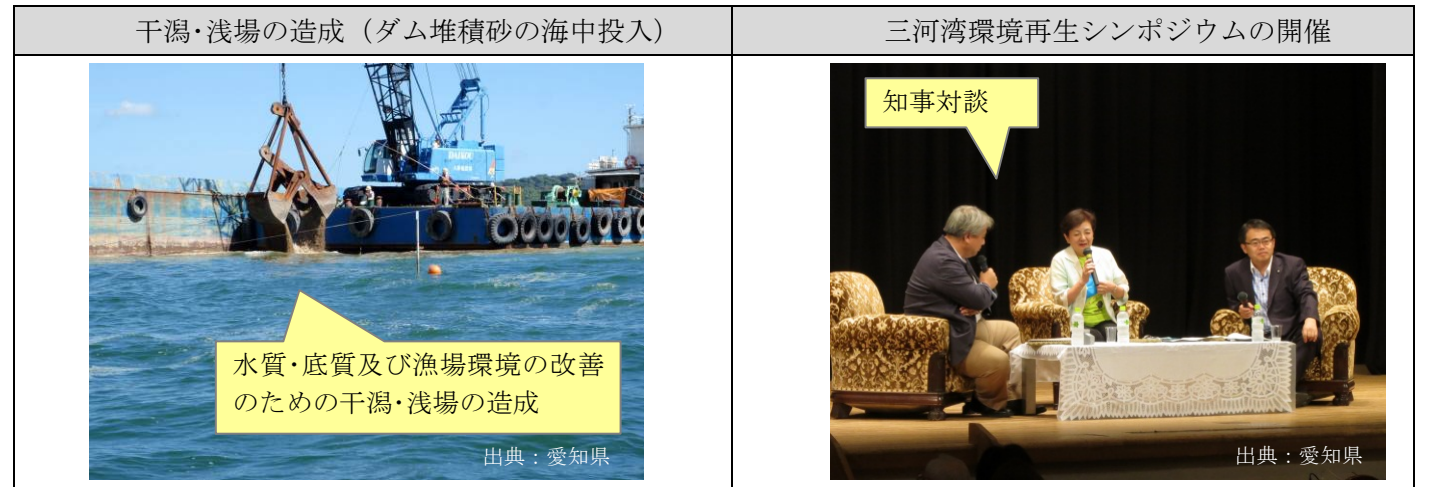 干潟・浅場の造成（ダム堆積砂の海中投入）
三河湾環境再生シンポジウムの開催
DAIHOU
水質・底質及び漁場環境の改善
のための干潟・浅場の造成
出典：愛知県
知事対談
出典：愛知県